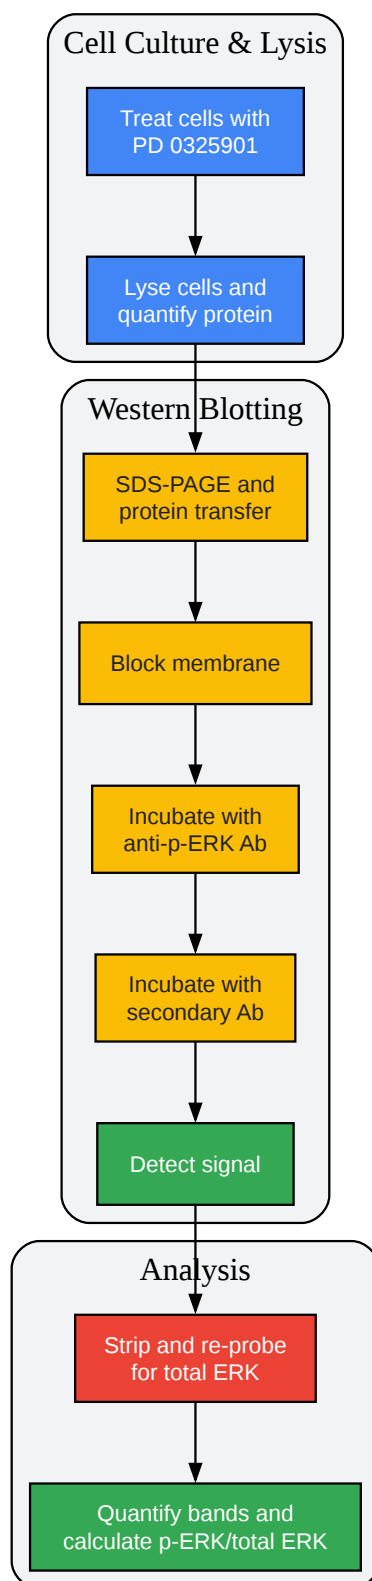 Cell Culture & Lysis
Treat cells with
PD 0325901
Lyse cells and
quantify protein
Western Blotting
SDS-PAGE and
protein transfer
Block membrane
Incubate with
anti-p-ERK Ab
Incubate with
secondary Ab
Detect signal
Analysis
Strip and re-probe
for total ERK
Quantify bands and
calculate p-ERK/total ERK